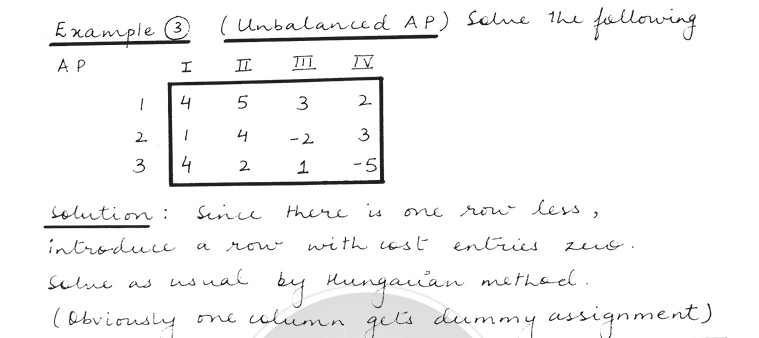 Example ③ (Unbalanced AP) Solve the following
AP I II III IV
1 4 5 3 2
2 1 4 -2 3
3 4 2 1 -5
Solution : Since there is one row less,
introduce a row with cost entries zero.
Solve as usual by Hungarian method.
(Obviously one column gets dummy assignment)